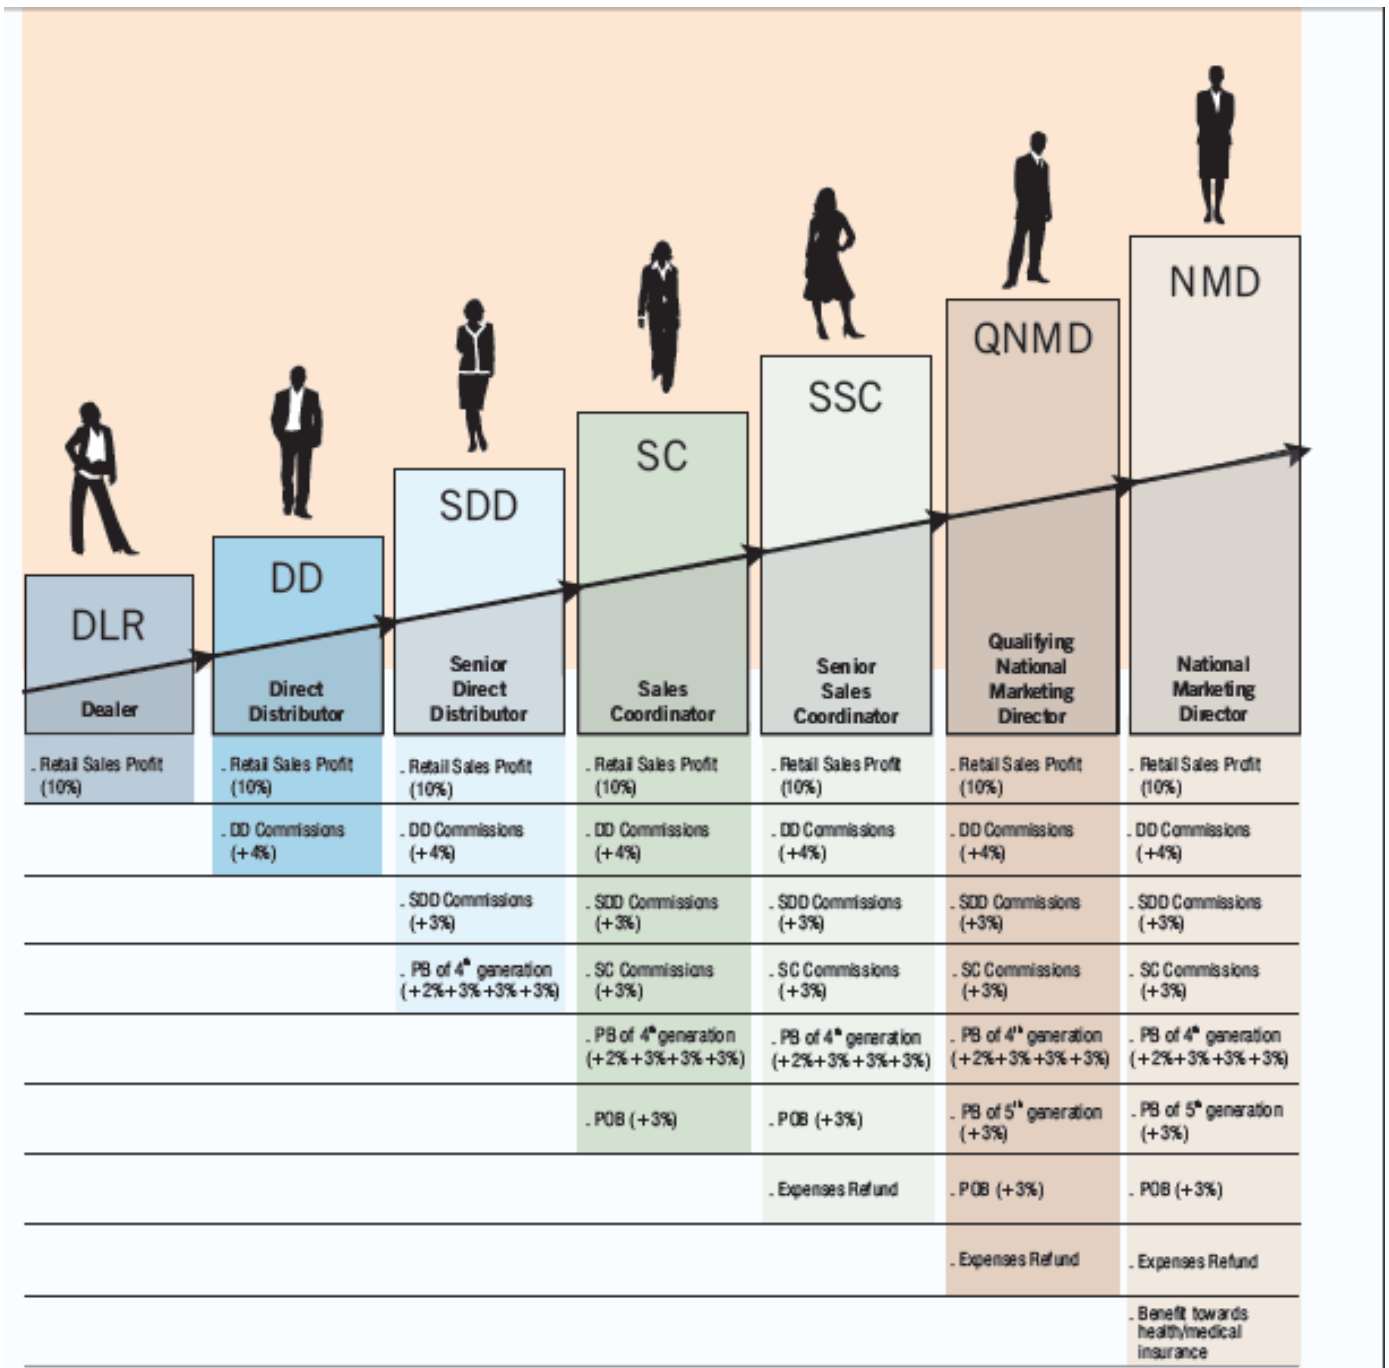 NMD
QNMD
SSC
SC
SDD
DD
DLR
Dealer
Direct
Distributor
Senior
Direct
Distributor
Sales
Coordinator
Senior
Sales
Coordinator
Qualifying
National
Marketing
Director
National
Marketing
Director
. Retail Sales Profit
(10%)
. Retail Sales Profit
(10%)
. Retail Sales Profit
(10%)
. Retail Sales Profit
(10%)
. Retail Sales Profit
(10%)
. Retail Sales Profit
(10%)
. Retail Sales Profit
(10%)
. DD Commissions
(+4%)
. DD Commissions
(+4%)
. DD Commissions
(+4%)
. DD Commissions
(+4%)
. DD Commissions
(+4%)
. DD Commissions
(+4%)
. SDD Commissions
(+3%)
. SDD Commissions
(+3%)
. SDD Commissions
(+3%)
. SDD Commissions
(+3%)
. SDD Commissions
(+3%)
. PB of 4th generation
(+2%+3%+3%+3%)
. SC Commissions
(+3%)
. SC Commissions
(+3%)
. SC Commissions
(+3%)
. SC Commissions
(+3%)
. PB of 4th generation
(+2%+3%+3%+3%)
. PB of 4th generation
(+2%+3%+3%+3%)
. PB of 4th generation
(+2%+3%+3%+3%)
. PB of 4th generation
(+2%+3%+3%+3%)
. POB (+3%)
. POB (+3%)
. PB of 5th generation
(+3%)
. PB of 5th generation
(+3%)
. Expenses Refund
. POB (+3%)
. POB (+3%)
. Expenses Refund
. Expenses Refund
. Benefit towards
health/medical
insurance